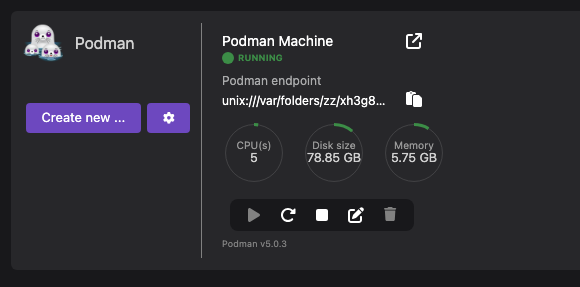 Podman
Create new ...
Podman Machine
RUNNING
Podman endpoint
unix:///var/folders/zz/xh3g8...
CPU(s)
5
Disk size
78.85 GB
Memory
5.75 GB
Podman v5.0.3